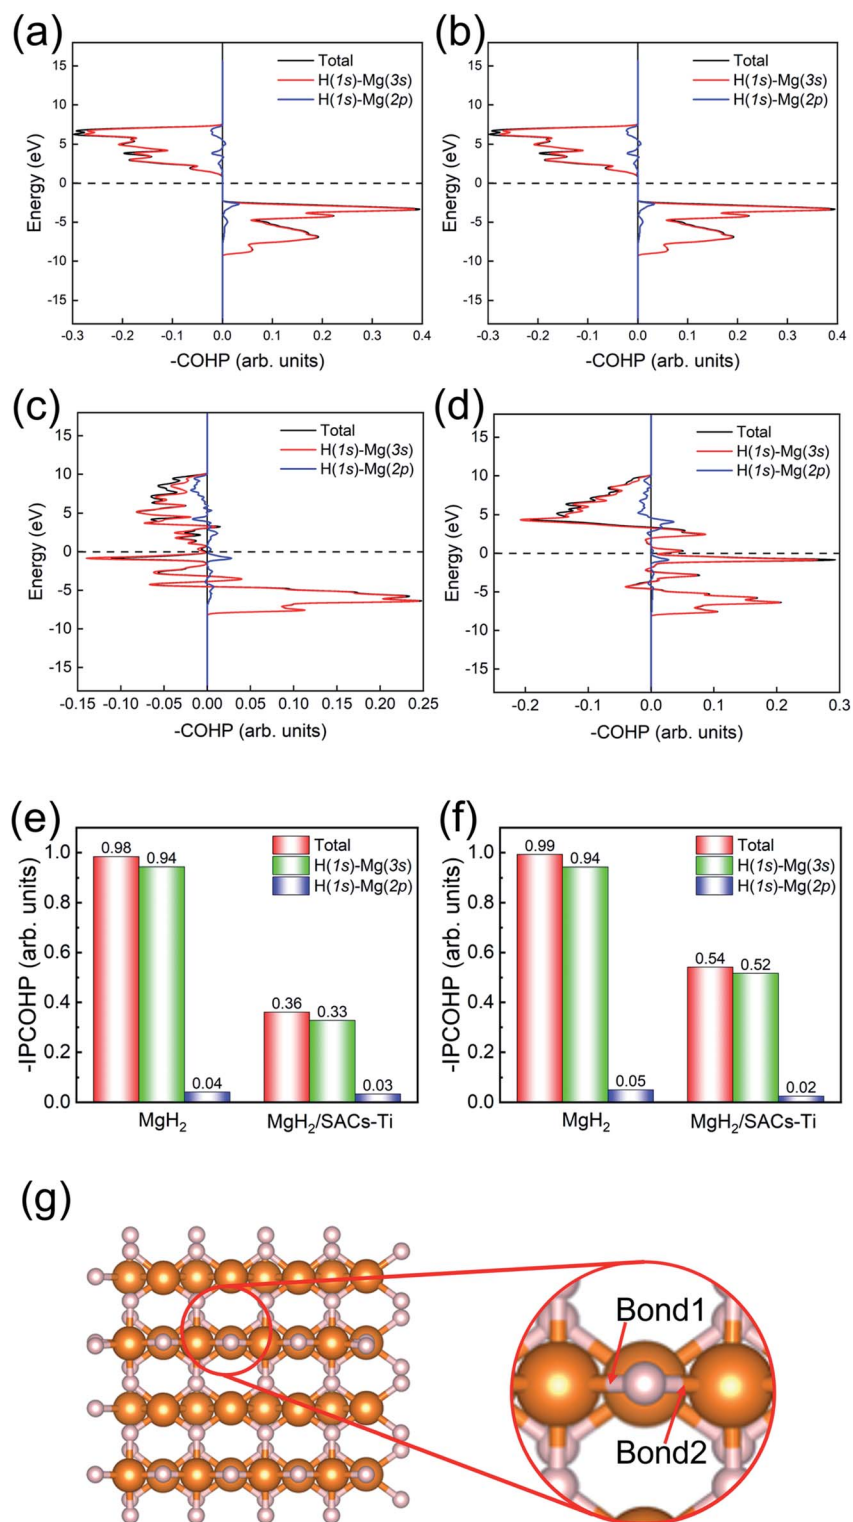 (a)
Total
H(1s)-Mg(3s)
H(1s)-Mg(2p)
15
10
5
0
-5
-10
-15
Energy (eV)
-0.3 -0.2 -0.1 0.0 0.1 0.2 0.3 0.4
-COHP (arb. units)
(b)
Total
H(1s)-Mg(3s)
H(1s)-Mg(2p)
15
10
5
0
-5
-10
-15
Energy (eV)
-0.3 -0.2 -0.1 0.0 0.1 0.2 0.3 0.4
-COHP (arb. units)
(c)
Total
H(1s)-Mg(3s)
H(1s)-Mg(2p)
15
10
5
0
-5
-10
-15
Energy (eV)
-0.15 -0.10 -0.05 0.00 0.05 0.10 0.15 0.20 0.25
-COHP (arb. units)
(d)
Total
H(1s)-Mg(3s)
H(1s)-Mg(2p)
15
10
5
0
-5
-10
-15
Energy (eV)
-0.2 -0.1 0.0 0.1 0.2 0.3
-COHP (arb. units)
(e)
Total
H(1s)-Mg(3s)
H(1s)-Mg(2p)
1.0
0.8
0.6
0.4
0.2
0.0
-IPCOHP (arb. units)
0.98
0.94
0.04
0.36
0.33
0.03
MgH₂ MgH₂/SACs-Ti
(f)
Total
H(1s)-Mg(3s)
H(1s)-Mg(2p)
1.0
0.8
0.6
0.4
0.2
0.0
-IPCOHP (arb. units)
0.99
0.94
0.05
0.54
0.52
0.02
MgH₂ MgH₂/SACs-Ti
(g)
Bond1
Bond2